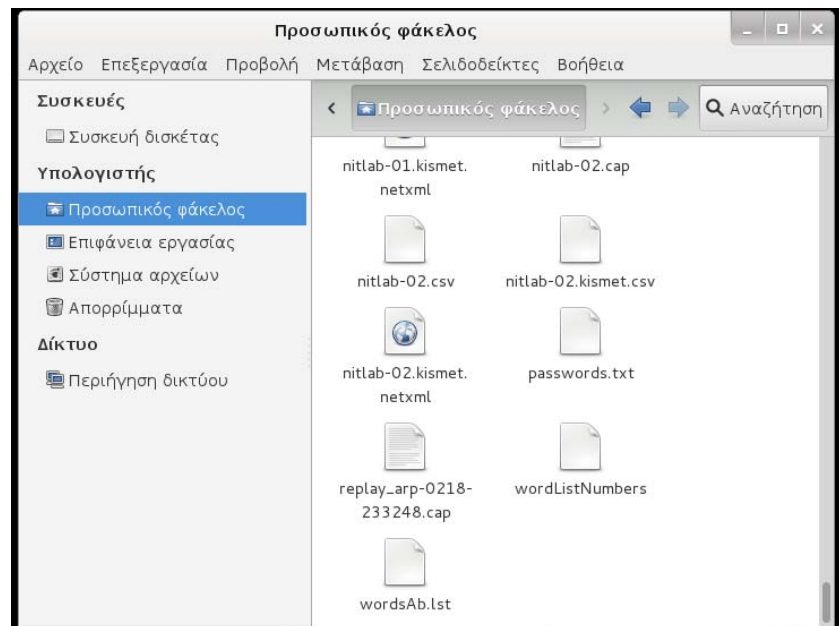 Προσωπικός φάκελος
Αρχείο Επεξεργασία Προβολή Μετάβαση Σελιδοδείκτες Βοήθεια
Συσκευές
Συσκευή δισκέτας
Υπολογιστής
Προσωπικός φάκελος
Επιφάνεια εργασίας
Σύστημα αρχείων
Απορρίμματα
Δίκτυο
Περιήγηση δικτύου
Προσωπικός φάκελος
Αναζήτηση
nitlab-01.kismet.
netxml
nitlab-02.cap
nitlab-02.csv
nitlab-02.kismet.csv
nitlab-02.kismet.
netxml
passwords.txt
replay_arp-0218-
233248.cap
wordListNumbers
wordsAb.lst